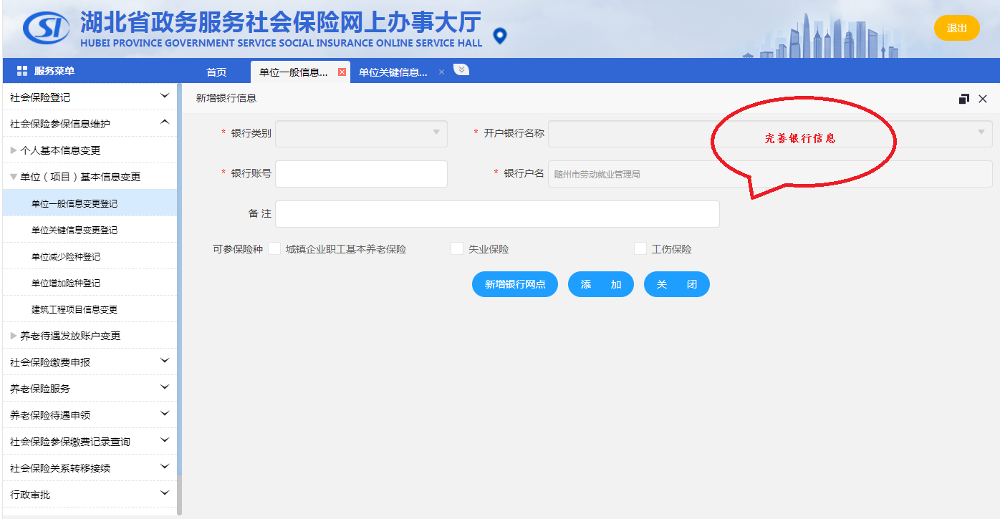 湖北省政务服务社会保险网上办事大厅
HUBEI PROVINCE GOVERNMENT SERVICE SOCIAL INSURANCE ONLINE SERVICE HALL
SI
退出
服务菜单
首页
单位一般信息...
单位关键信息...
社会保险登记
社会保险参保信息维护
个人基本信息变更
单位（项目）基本信息变更
单位一般信息变更登记
单位关键信息变更登记
单位减少险种登记
单位增加险种登记
建筑工程项目信息变更
养老待遇发放账户变更
社会保险缴费申报
养老保险服务
养老保险待遇申领
社会保险参保缴费记录查询
社会保险关系转移接续
行政审批
新增银行信息
* 银行类别
* 开户银行名称
完善银行信息
* 银行账号
* 银行户名 随州市劳动就业管理局
备 注
可参保险种 城镇企业职工基本养老保险 失业保险 工伤保险
新增银行网点 添 加 关 闭